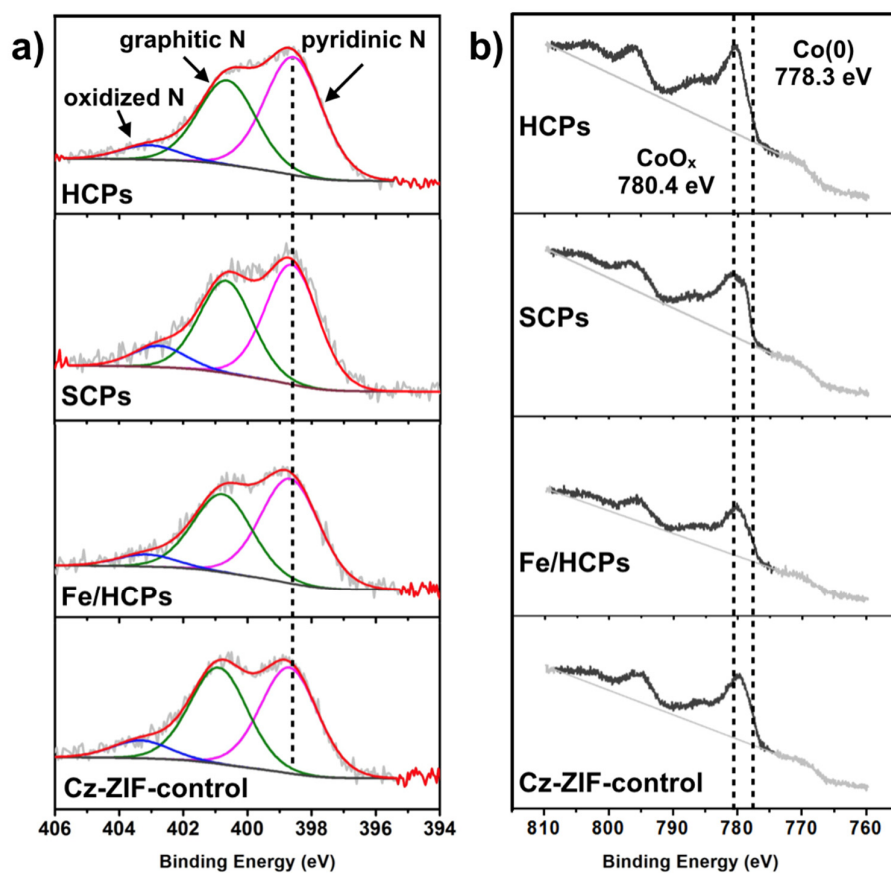 a)
graphitic N
pyridinic N
oxidized N
HCPs
SCPs
Fe/HCPs
Cz-ZIF-control
406 404 402 400 398 396 394
Binding Energy (eV)
b)
Co(0)
778.3 eV
HCPs
CoOₓ
780.4 eV
SCPs
Fe/HCPs
Cz-ZIF-control
810 800 790 780 770 760
Binding Energy (eV)